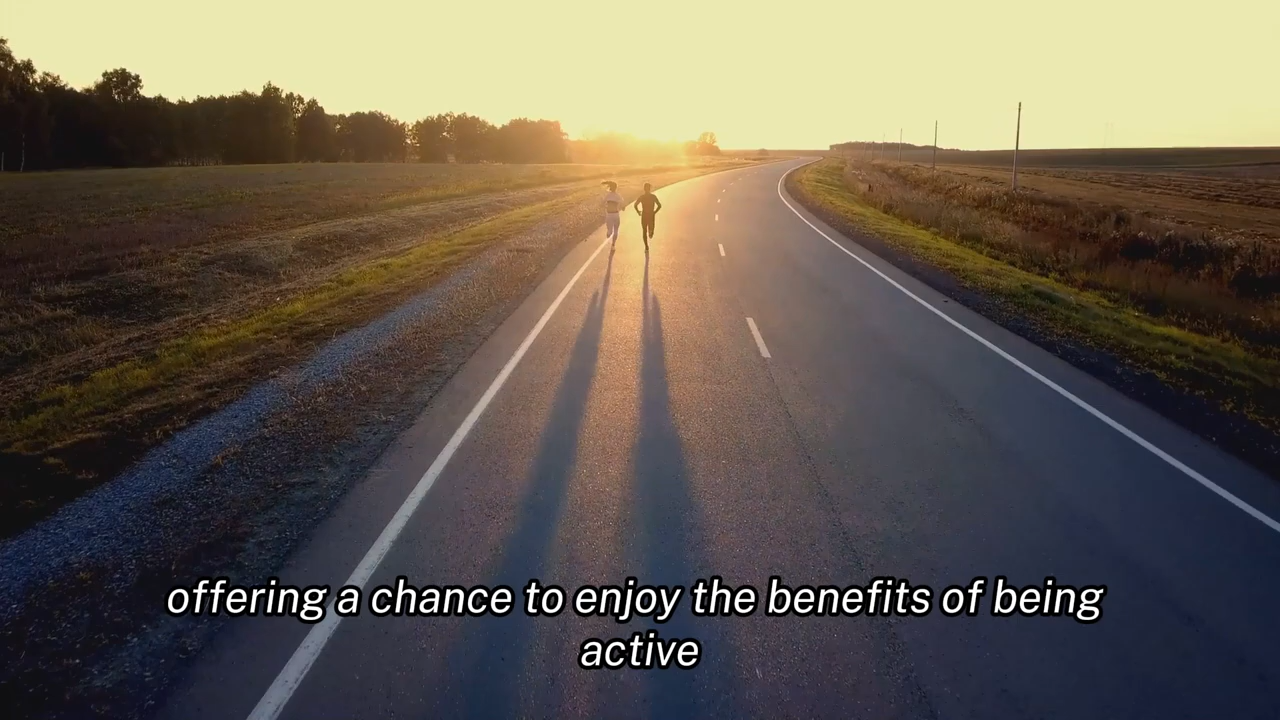 offering a chance to enjoy the benefits of being
active